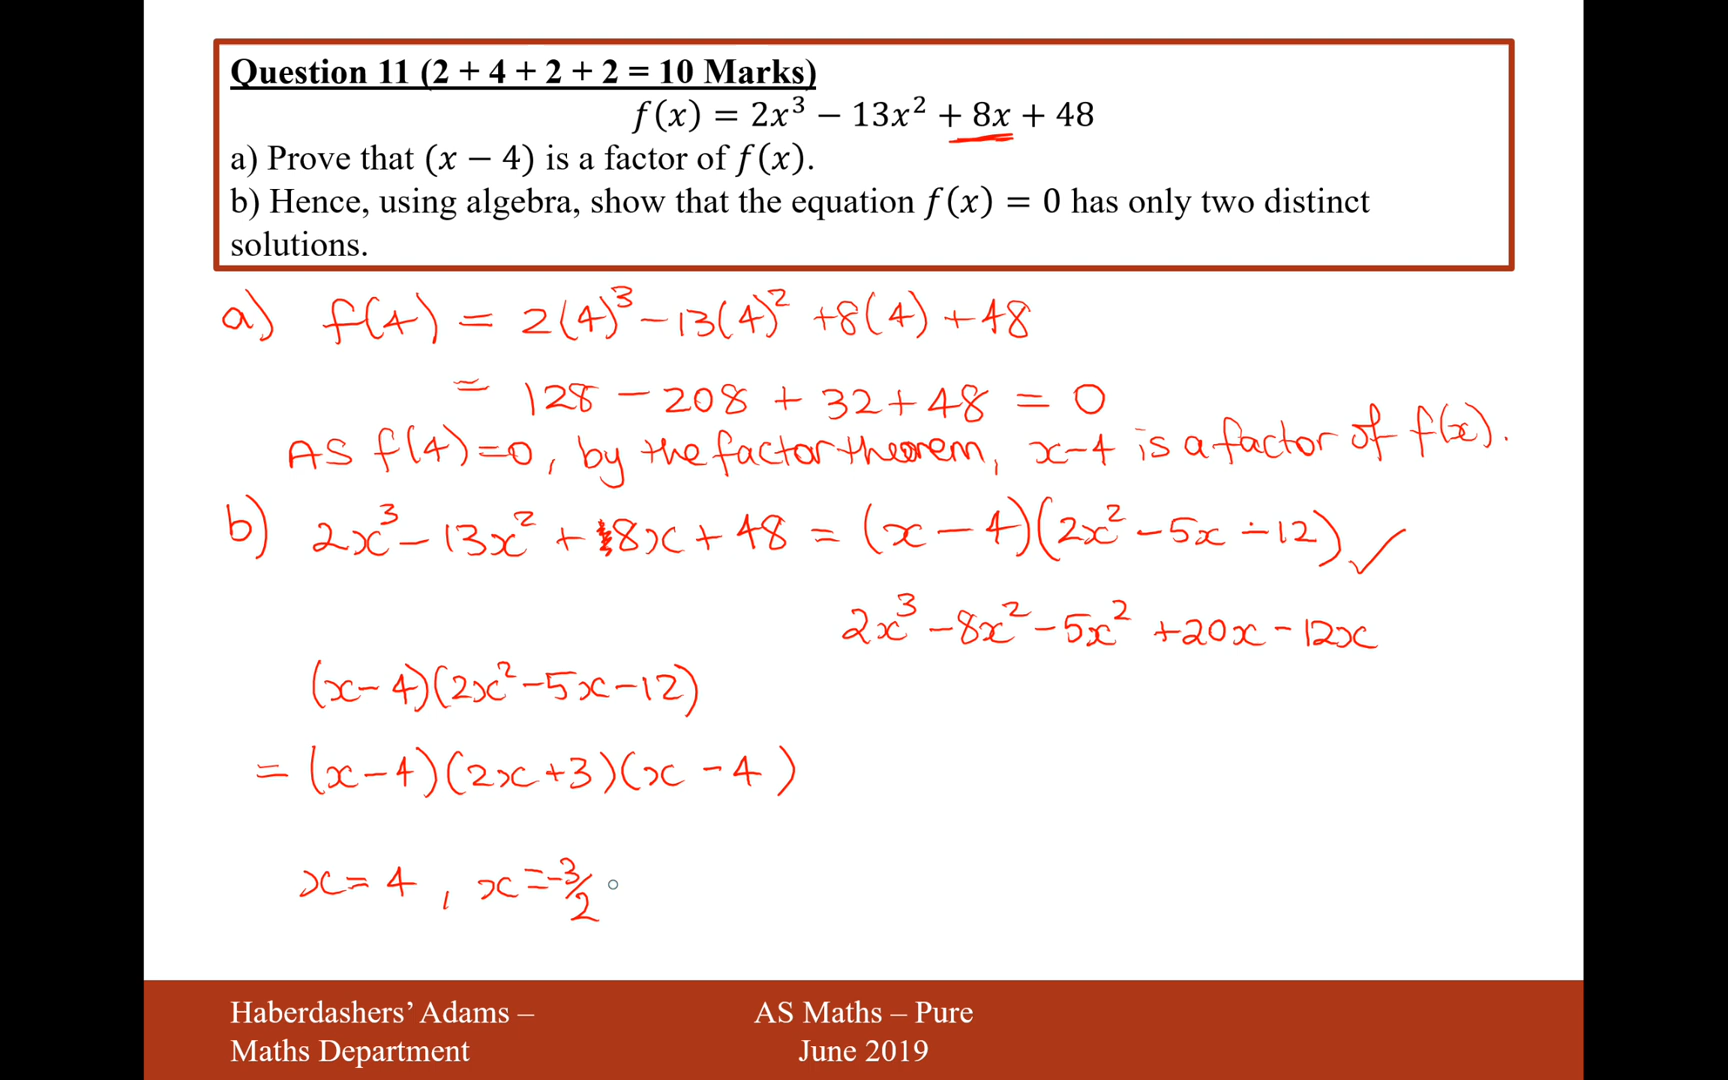 Question 11 (2 + 4 + 2 + 2 = 10 Marks)
f(x) = 2x³ − 13x² + 8x + 48
a) Prove that (x − 4) is a factor of f(x).
b) Hence, using algebra, show that the equation f(x) = 0 has only two distinct
solutions.
a) f(4) = 2(4)³ − 13(4)² + 8(4) + 48
= 128 − 208 + 32 + 48 = 0
As f(4)=0, by the factor theorem, x−4 is a factor of f(x).
b) 2x³ − 13x² + 8x + 48 = (x − 4)(2x² − 5x − 12) ✓
2x³ − 8x² − 5x² + 20x − 12x
(x − 4)(2x² − 5x − 12)
= (x − 4)(2x + 3)(x − 4)
x = 4, x = −3/2
Haberdashers' Adams –
Maths Department
AS Maths – Pure
June 2019